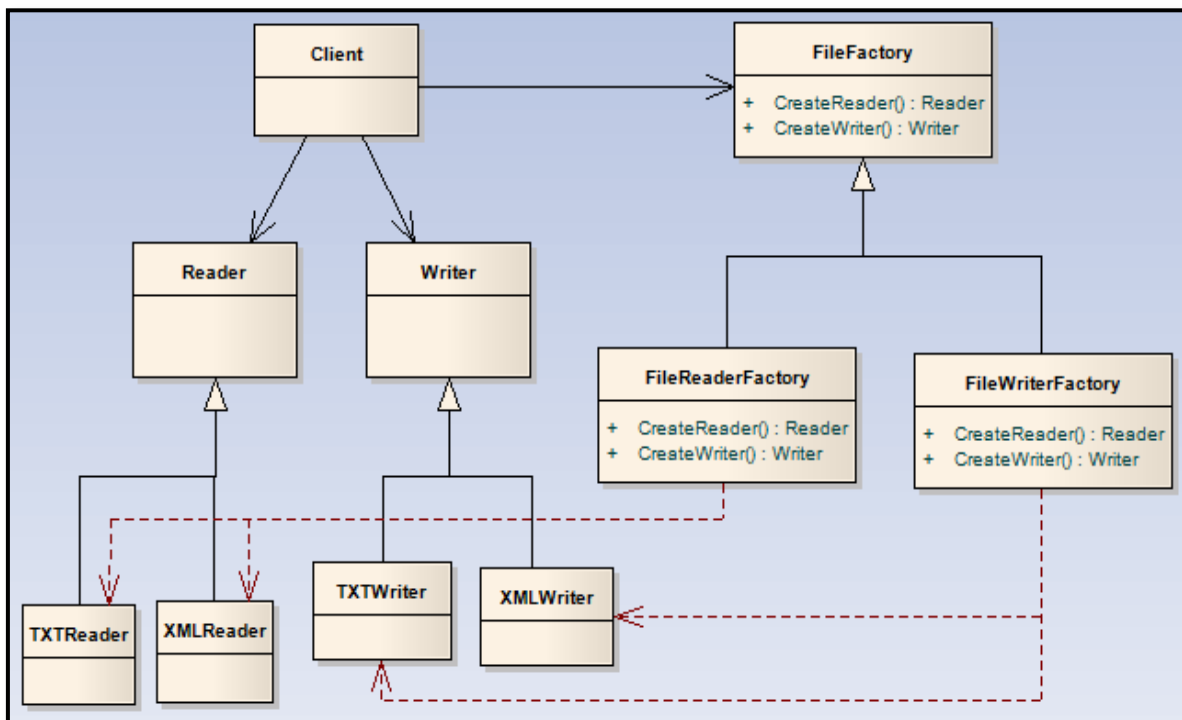 Client
FileFactory
+ CreateReader() : Reader
+ CreateWriter() : Writer
Reader
Writer
FileReaderFactory
+ CreateReader() : Reader
+ CreateWriter() : Writer
FileWriterFactory
+ CreateReader() : Reader
+ CreateWriter() : Writer
TXTReader
XMLReader
TXTWriter
XMLWriter